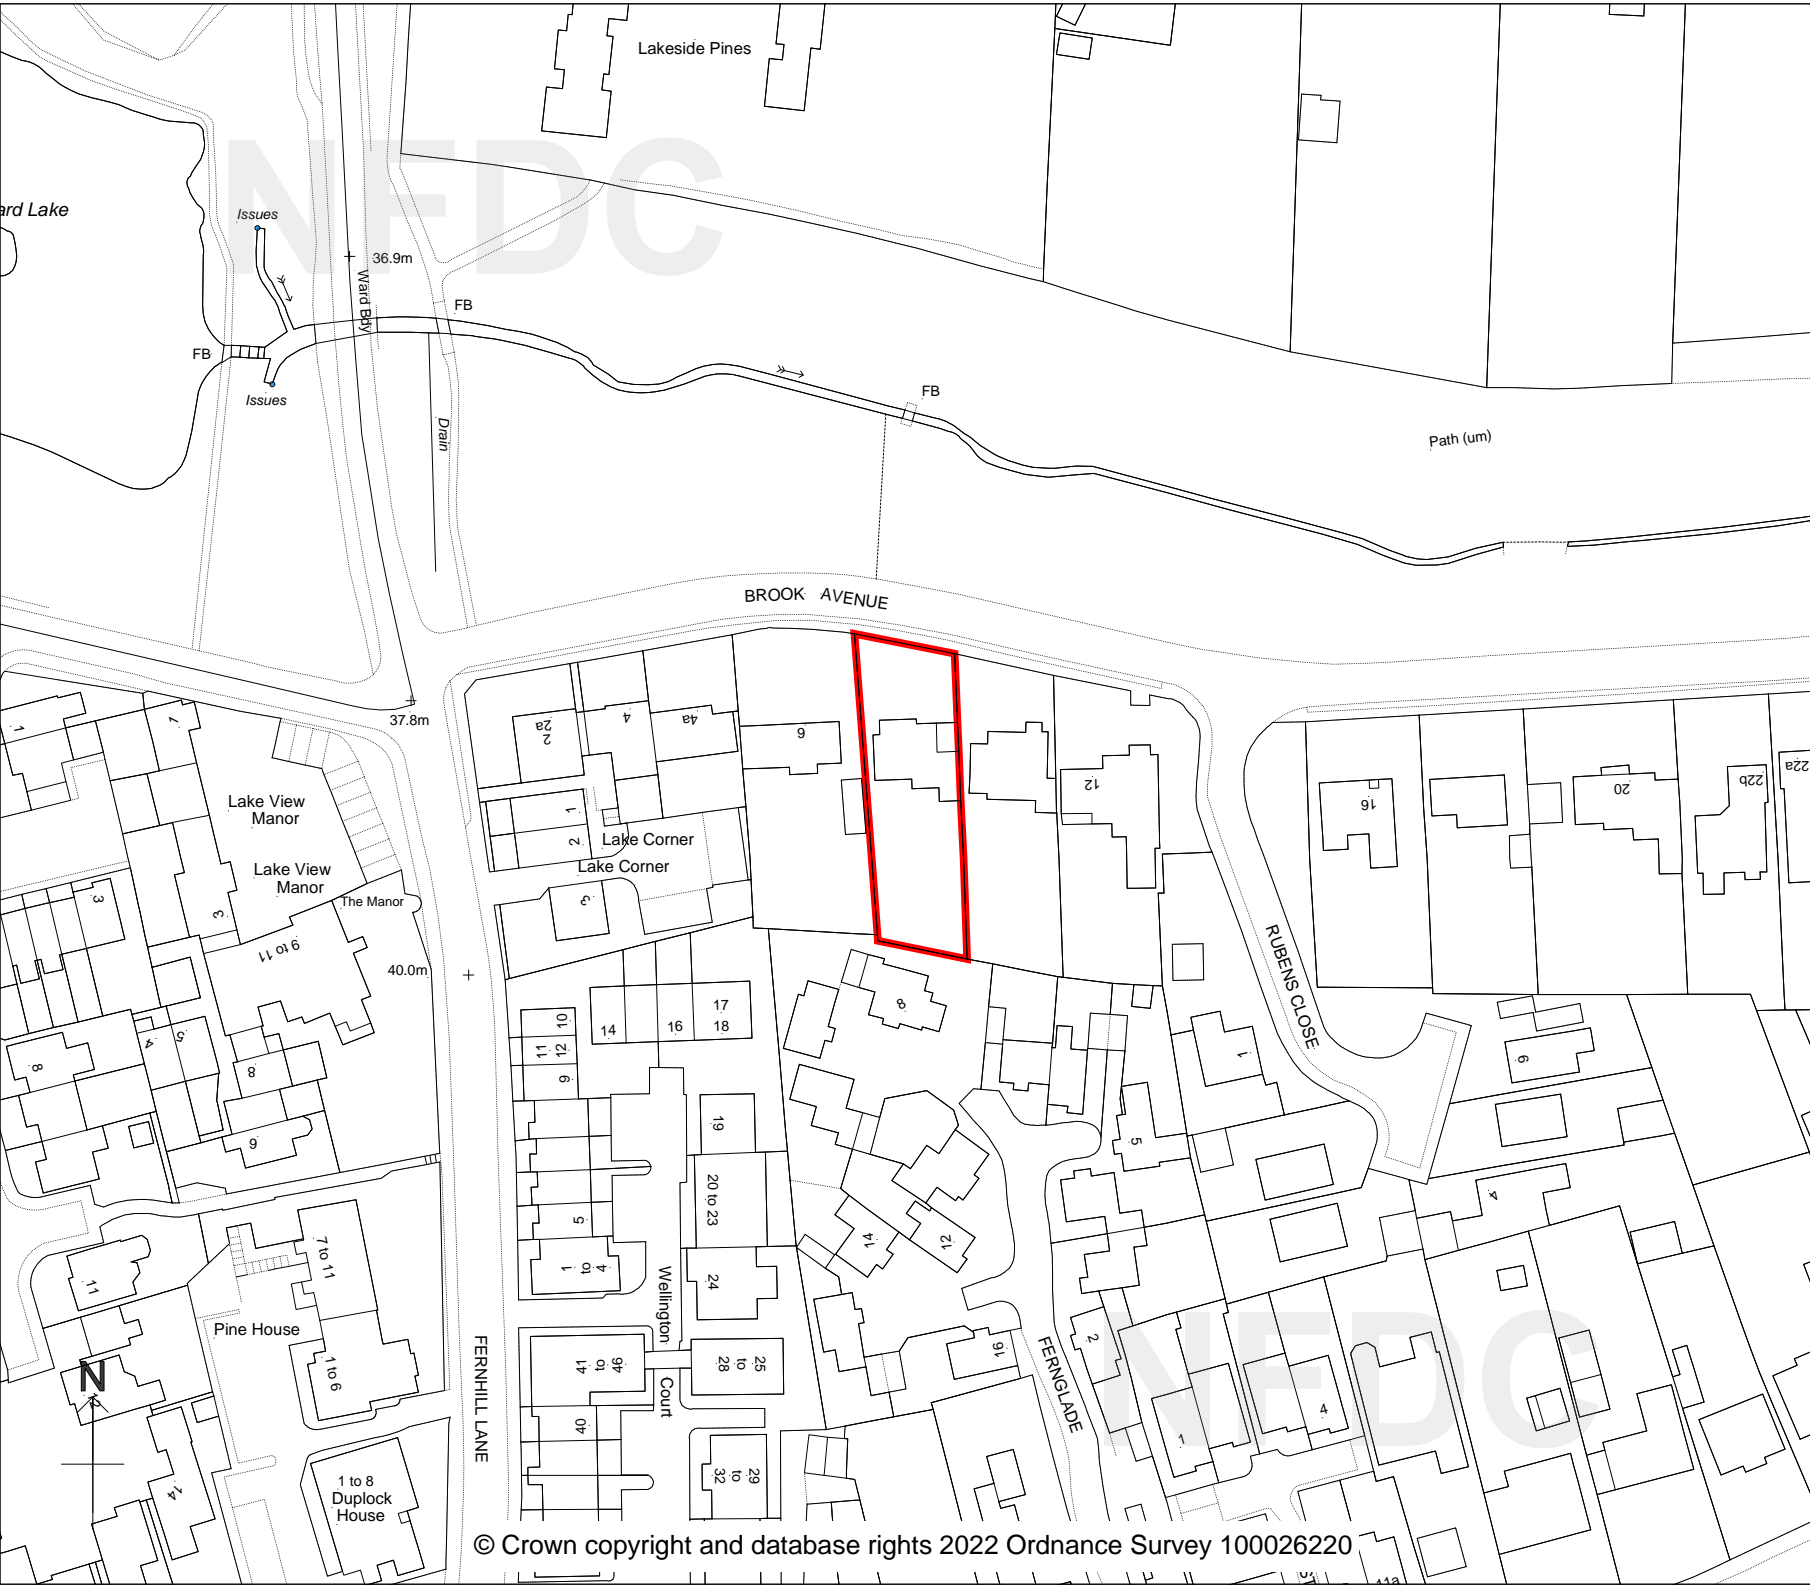 Lakeside Pines
NFDC
ard Lake
Issues
36.9m
Ward Bdy
FB
FB
Issues
FB
Drain
Path (um)
BROOK AVENUE
37.8m
1
1
2
2a
4
4a
6
12
16
20
22b
22a
Lake View
Manor
1
2
Lake Corner
Lake Corner
Lake View
Manor
The Manor
3
3
3
9 to 11
40.0m
RUBENS CLOSE
8
17
18
16
14
10
11
12
9
5
4
8
8
6
1
6
19
5
20 to 23
5
4
14
12
1
to
4
24
7 to 11
11
Wellington
Court
Pine House
FERNHILL LANE
1 to 6
41
to
46
28
to
25
16
FERNGLADE
2
NFDC
N
12
40
4
1
14
32
to
29
1 to 8
Duplock
House
© Crown copyright and database rights 2022 Ordnance Survey 100026220
11a